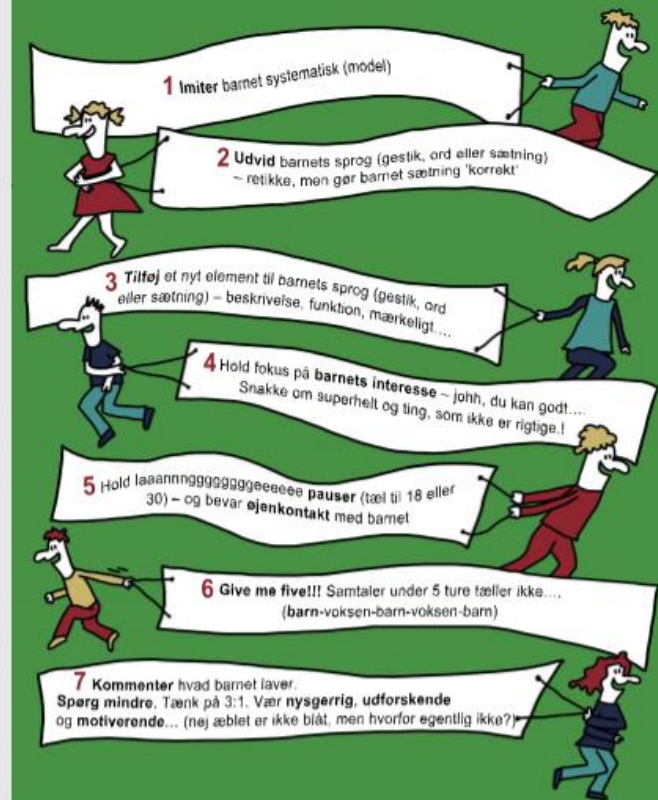 1 Imiter barnet systematisk (model)
2 Udvid barnets sprog (gestik, ord eller sætning)
– retikke, men gør barnet sætning 'korrekt'
3 Tilføj et nyt element til barnets sprog (gestik, ord
eller sætning) – beskrivelse, funktion, mærkeligt....
4 Hold fokus på barnets interesse – johh, du kan godt....
Snakke om superhelt og ting, som ikke er rigtige.!
5 Hold laaannngggggggggeeeeee pauser (tæl til 18 eller
30) – og bevar øjenkontakt med barnet
6 Give me five!!! Samtaler under 5 ture tæller ikke....
(barn-voksen-barn-voksen-barn)
7 Kommenter hvad barnet laver.
Spørg mindre. Tænk på 3:1. Vær nysgerrig, udforskende
og motiverende... (nej æblet er ikke blåt, men hvorfor egentlig ikke?)